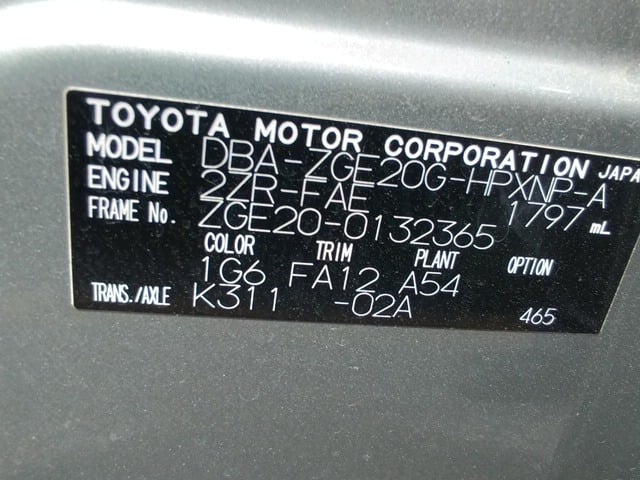 TOYOTA MOTOR CORPORATION JAPA
MODEL DBA-ZGE20G-HPXNP-A
ENGINE 2ZR-FAE 1797 mL
FRAME No. ZGE20-0132365
COLOR TRIM PLANT OPTION
1G6 FA12 A54
TRANS./AXLE K311 -02A 465